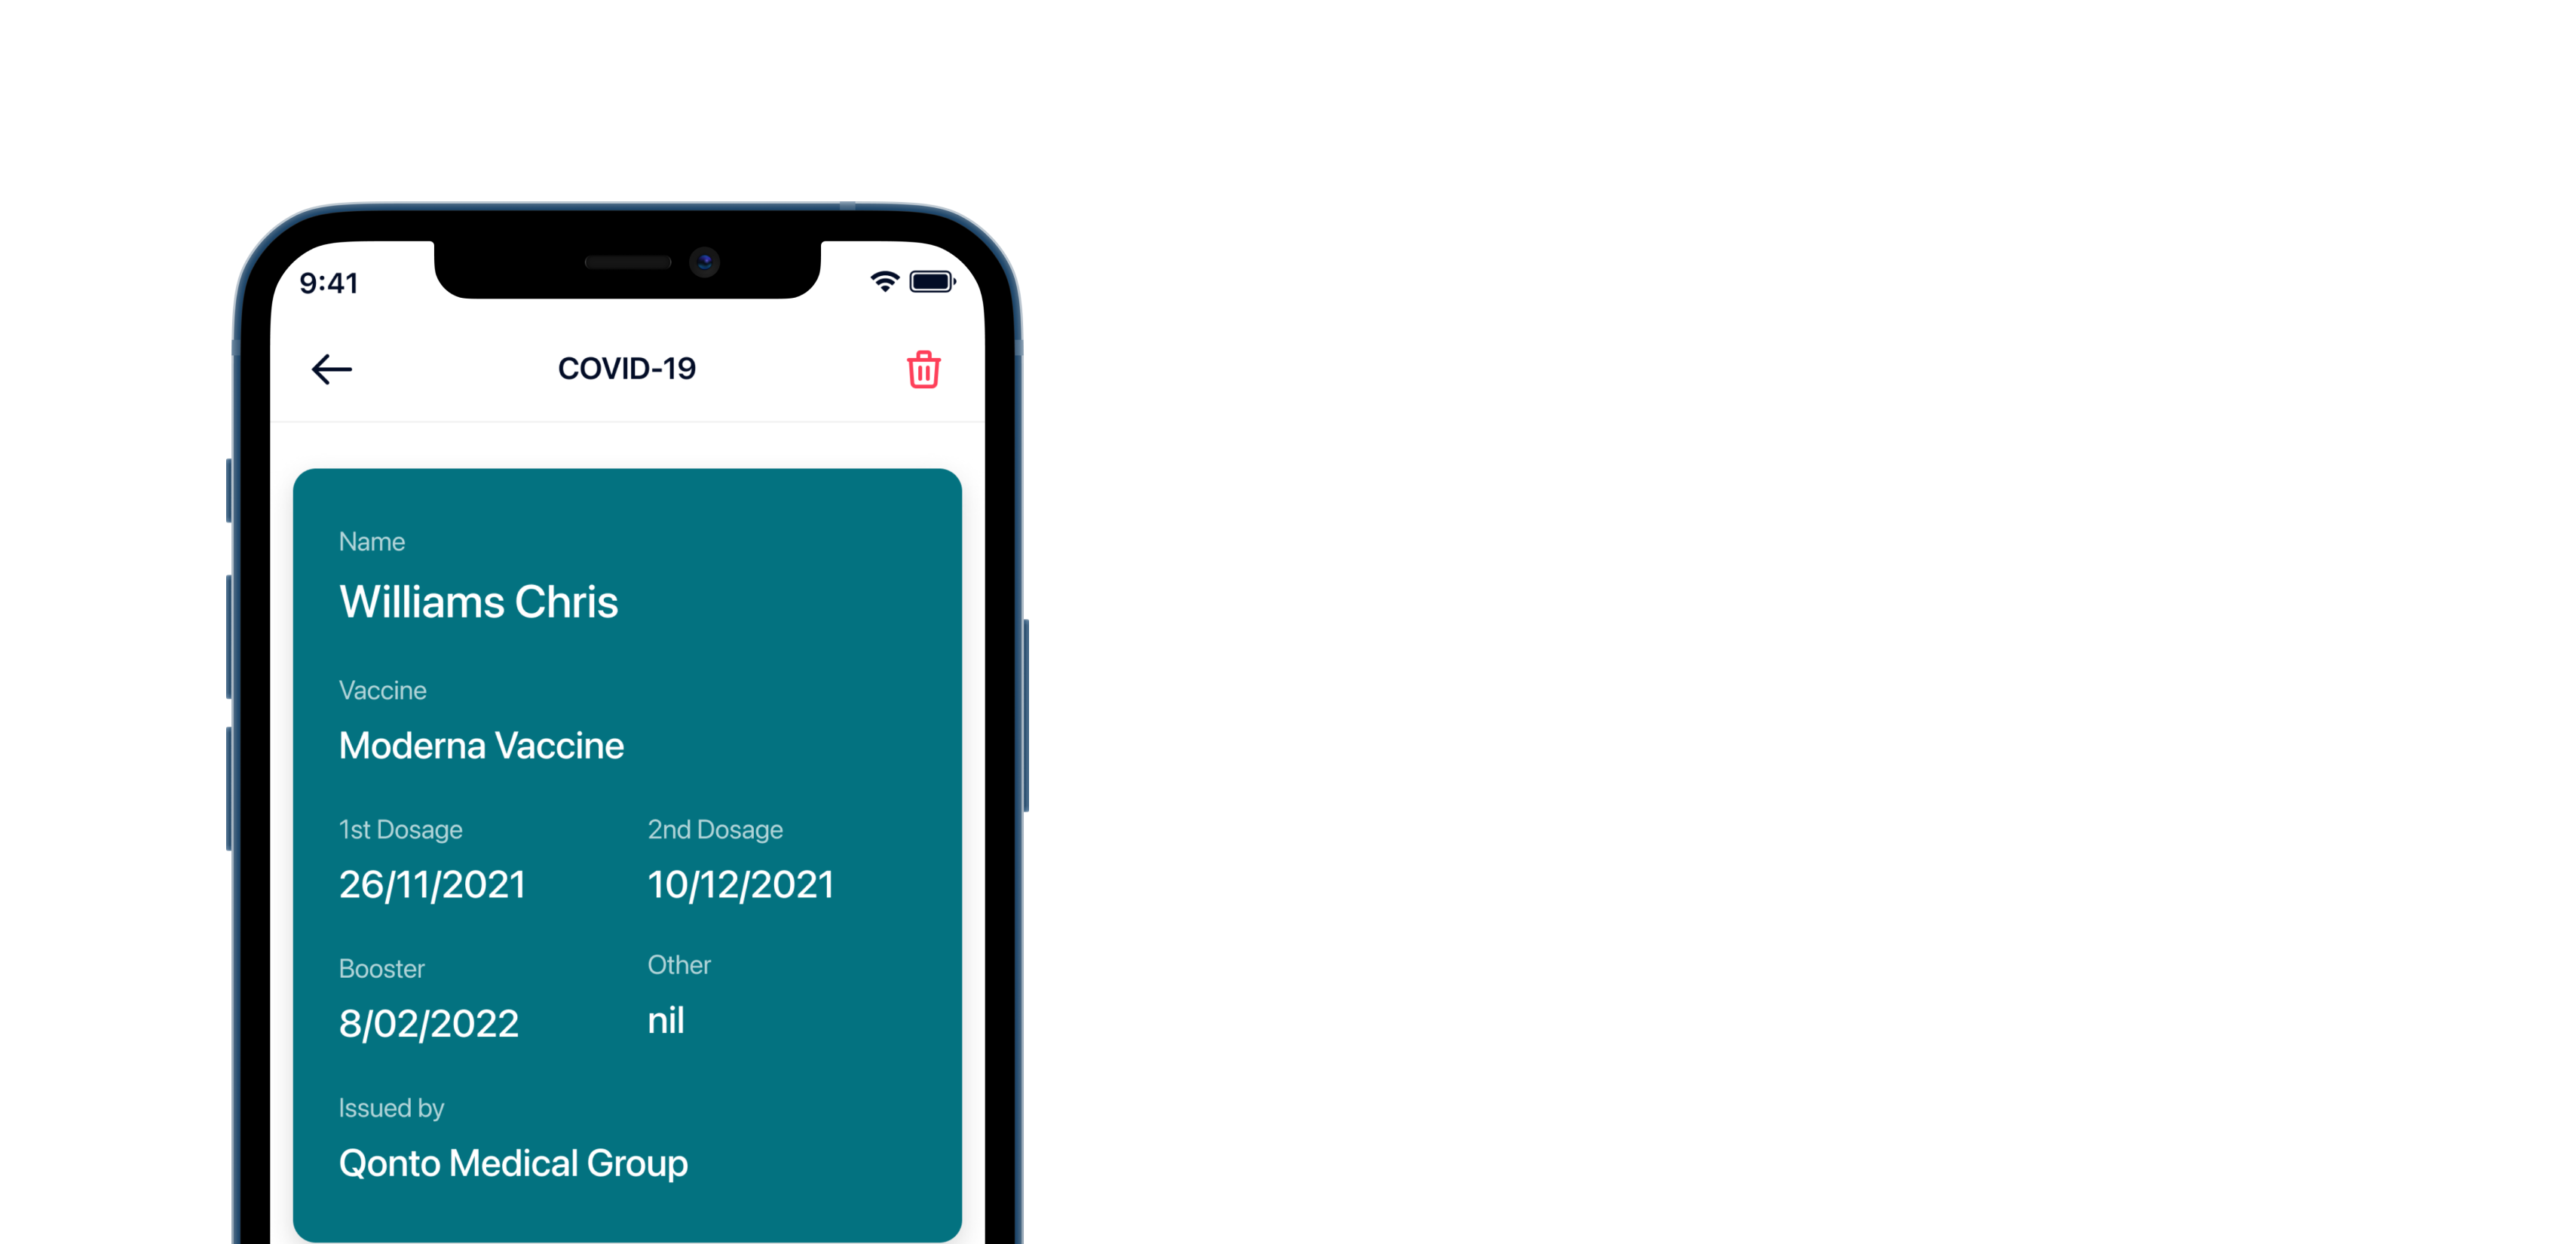 9:41
COVID-19
Name
Williams Chris
Vaccine
Moderna Vaccine
1st Dosage
2nd Dosage
26/11/2021
10/12/2021
Booster
Other
8/02/2022
nil
Issued by
Qonto Medical Group